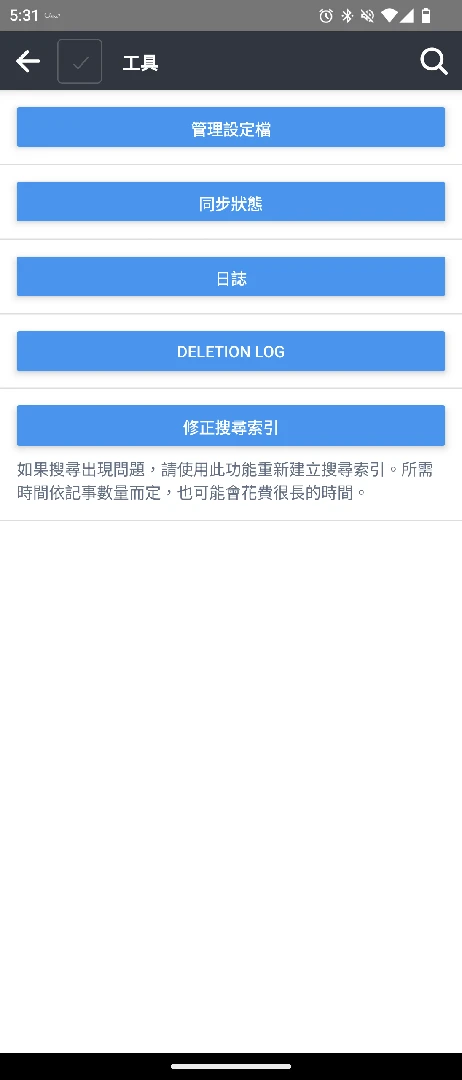 5:31
工具
管理設定檔
同步狀態
日誌
DELETION LOG
修正搜尋索引
如果搜尋出現問題，請使用此功能重新建立搜尋索引。所需
時間依記事數量而定，也可能會花費很長的時間。